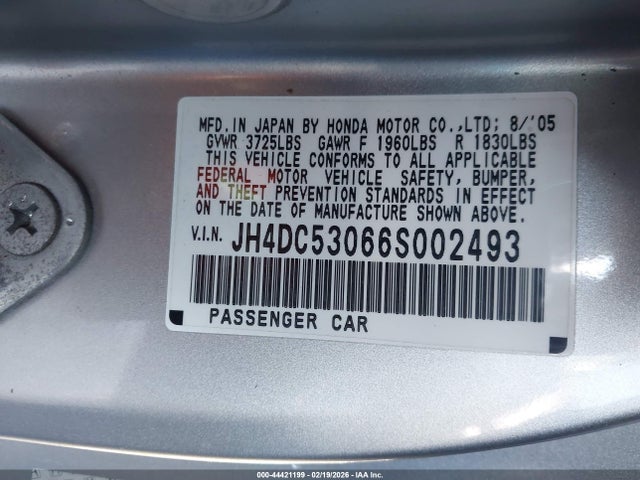 MFD. IN JAPAN BY HONDA MOTOR CO., LTD; 8/'05
GVWR 3725LBS GAWR F 1960LBS R 1830LBS
THIS VEHICLE CONFORMS TO ALL APPLICABLE
FEDERAL MOTOR VEHICLE SAFETY, BUMPER,
AND THEFT PREVENTION STANDARDS IN EFFECT
ON THE DATE OF MANUFACTURE SHOWN ABOVE.
V.I.N. JH4DC53066S002493
PASSENGER CAR
000-44421199 - 02/19/2026 - IAA Inc.